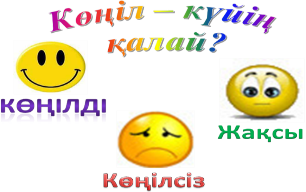 Көңіл – күйің
қалай?
көңілді
Жақсы
Көңілсіз